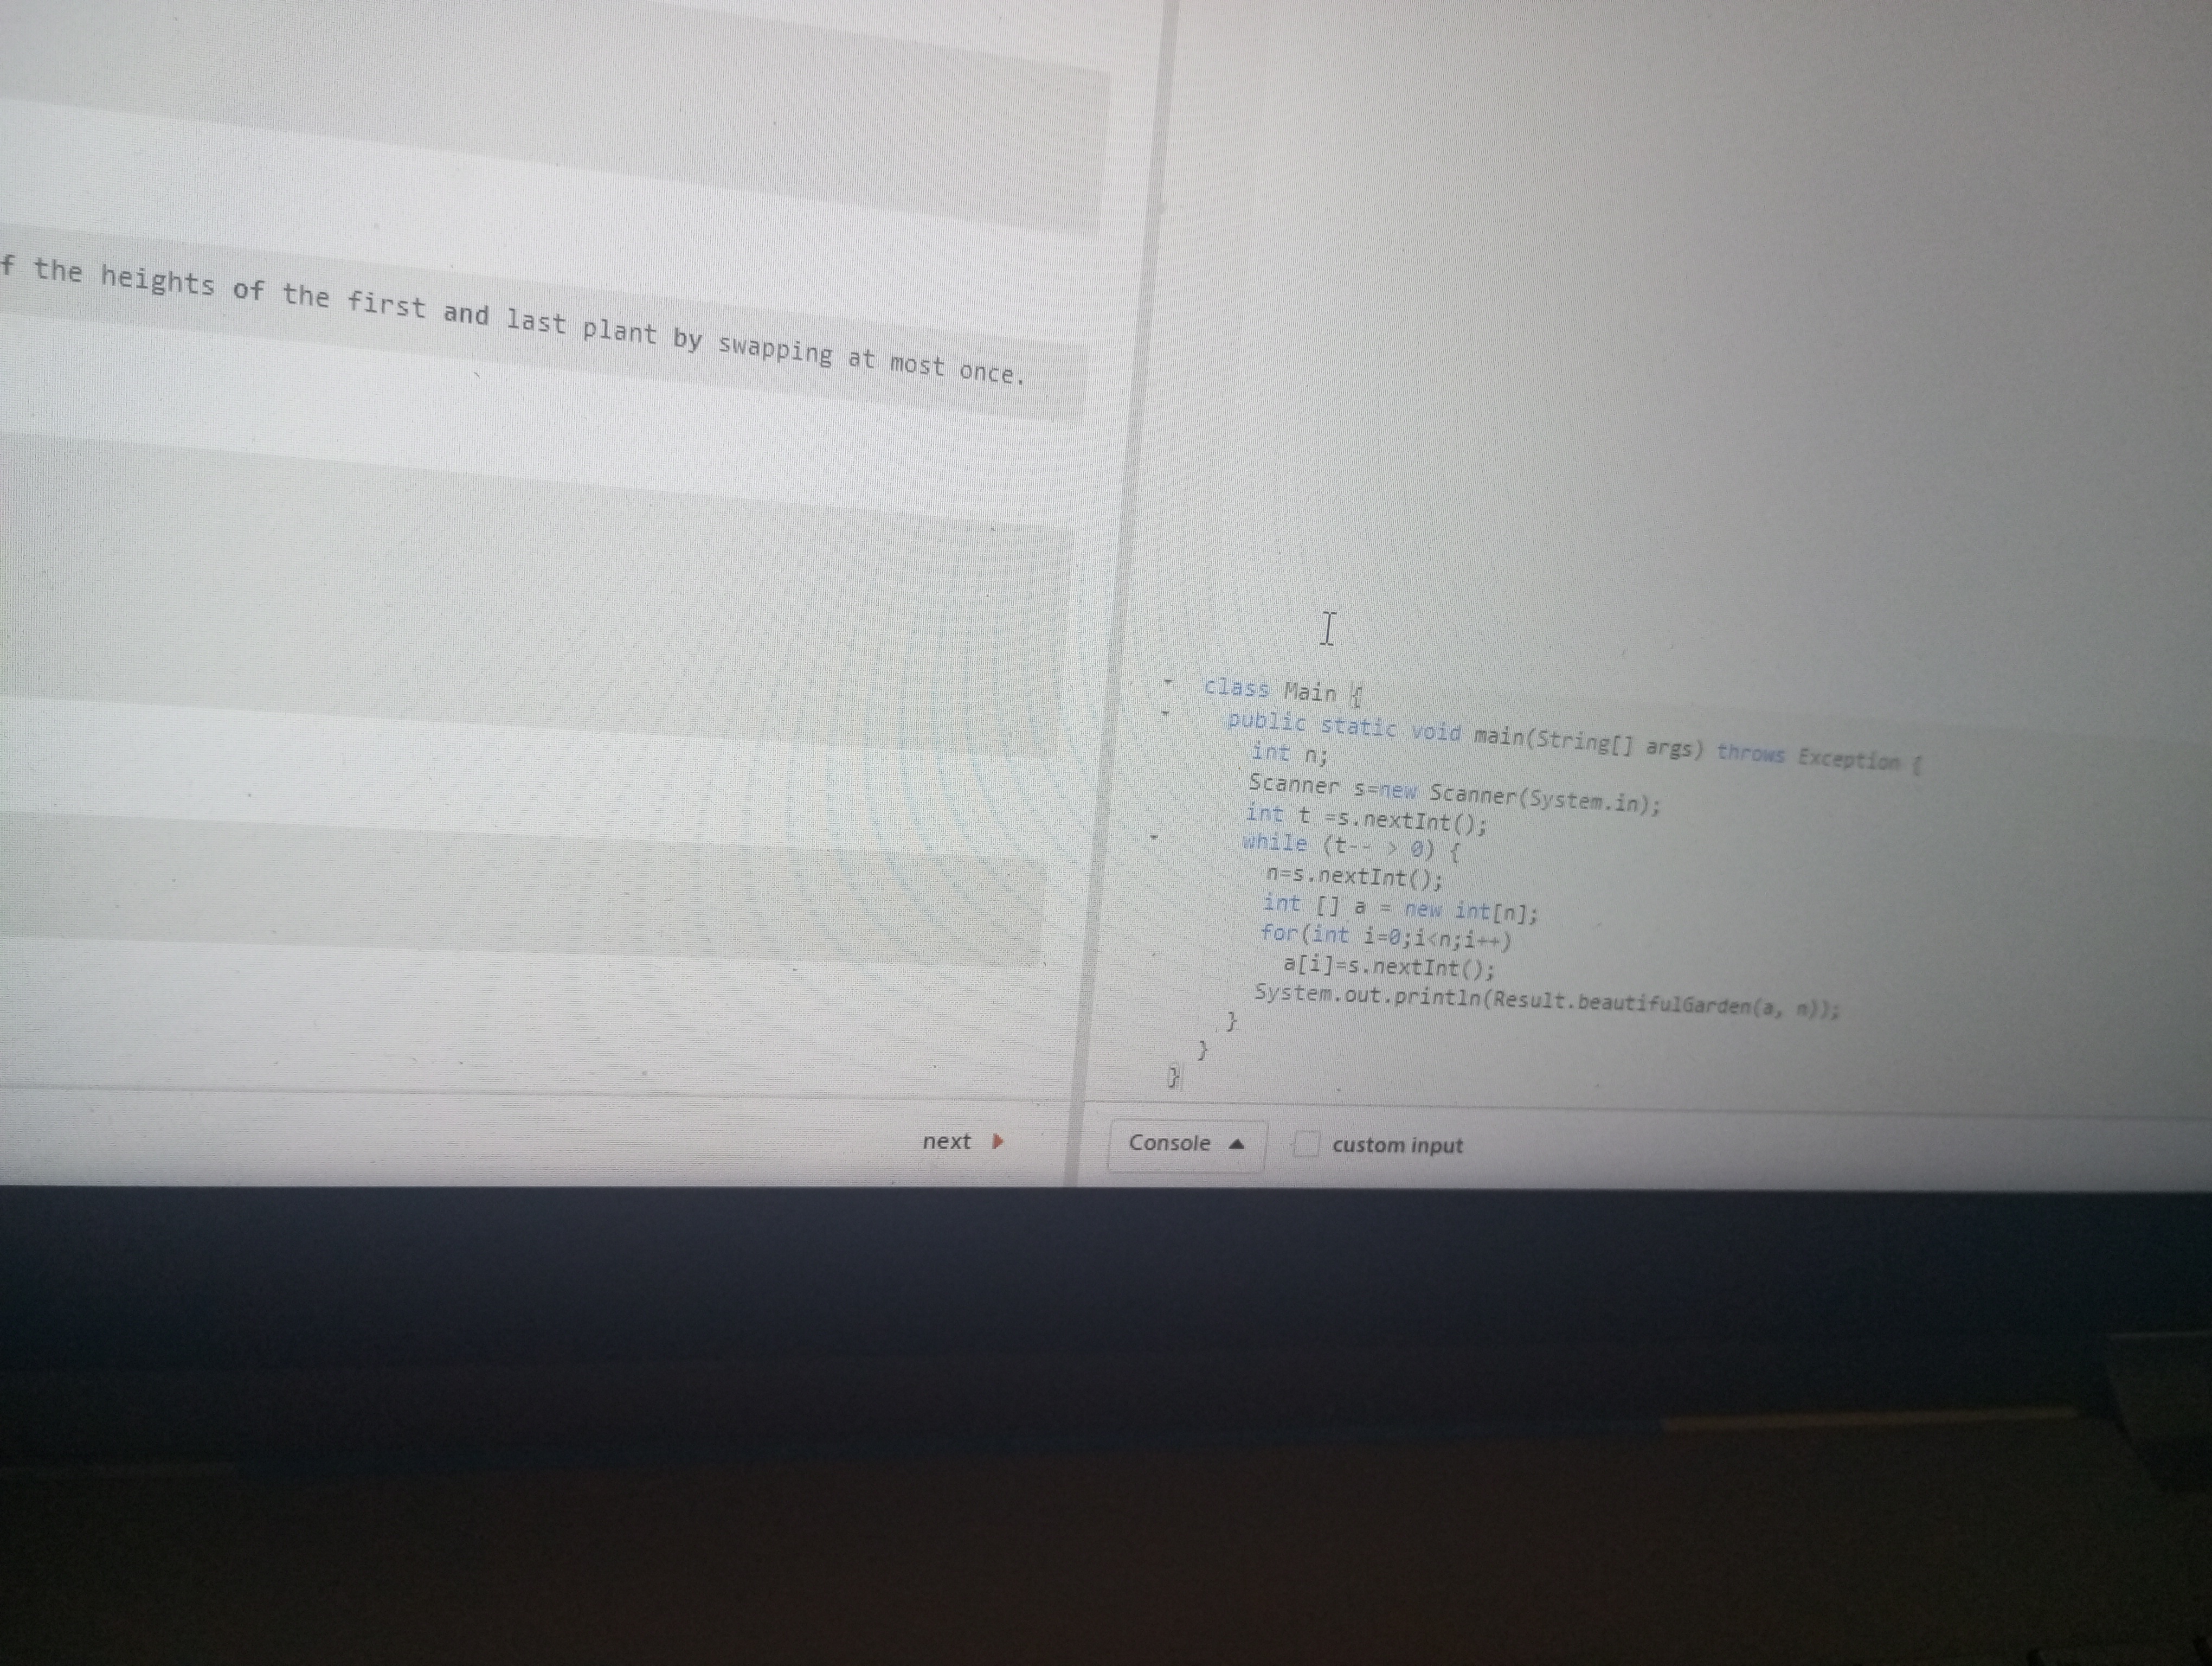 f the heights of the first and last plant by swapping at most once.
class Main {
public static void main(String[] args) throws Exception {
int n;
Scanner s=new Scanner(System.in);
int t =s.nextInt();
while (t-- > 0) {
n=s.nextInt();
int [] a = new int[n];
for(int i=0;i<n;i++)
a[i]=s.nextInt();
System.out.println(Result.beautifulGarden(a, n));
}
}
}
next
Console
custom input